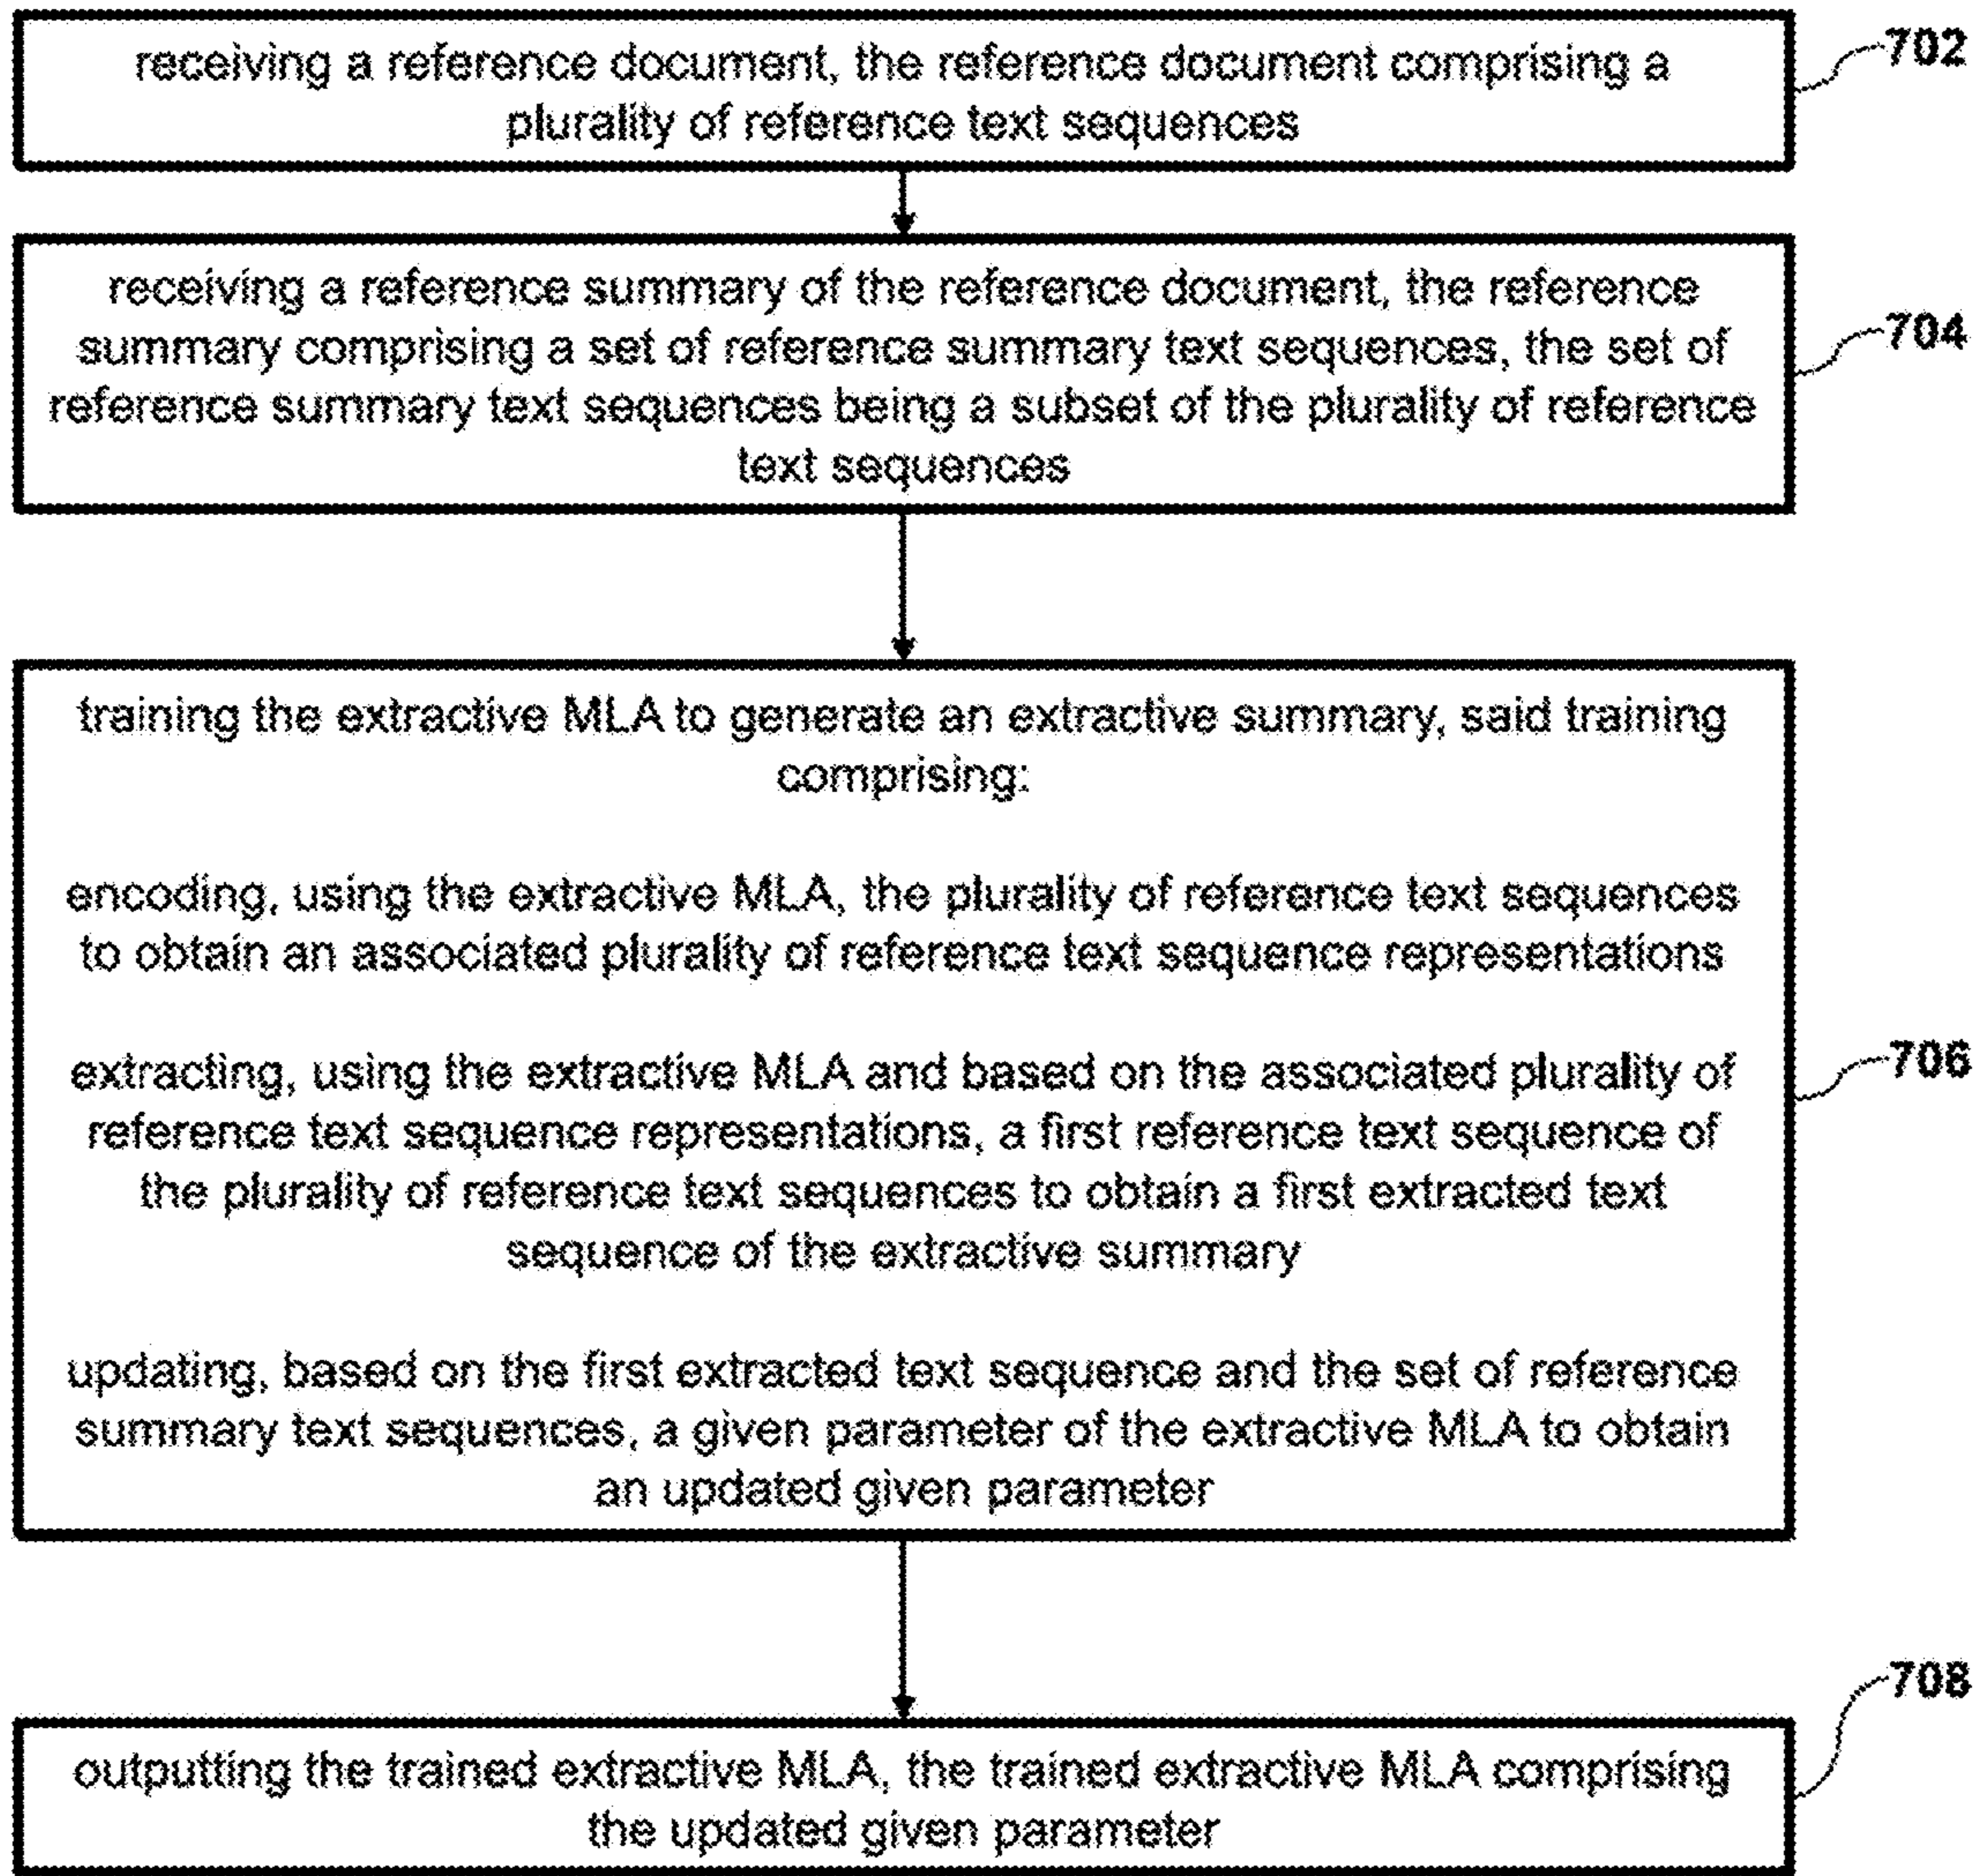 receiving a reference document, the reference document comprising a
plurality of reference text sequences
702
receiving a reference summary of the reference document, the reference
summary comprising a set of reference summary text sequences, the set of
reference summary text sequences being a subset of the plurality of reference
text sequences
704
training the extractive MLA to generate an extractive summary, said training
comprising:
encoding, using the extractive MLA, the plurality of reference text sequences
to obtain an associated plurality of reference text sequence representations
extracting, using the extractive MLA and based on the associated plurality of
reference text sequence representations, a first reference text sequence of
the plurality of reference text sequences to obtain a first extracted text
sequence of the extractive summary
updating, based on the first extracted text sequence and the set of reference
summary text sequences, a given parameter of the extractive MLA to obtain
an updated given parameter
706
outputting the trained extractive MLA, the trained extractive MLA comprising
the updated given parameter
708